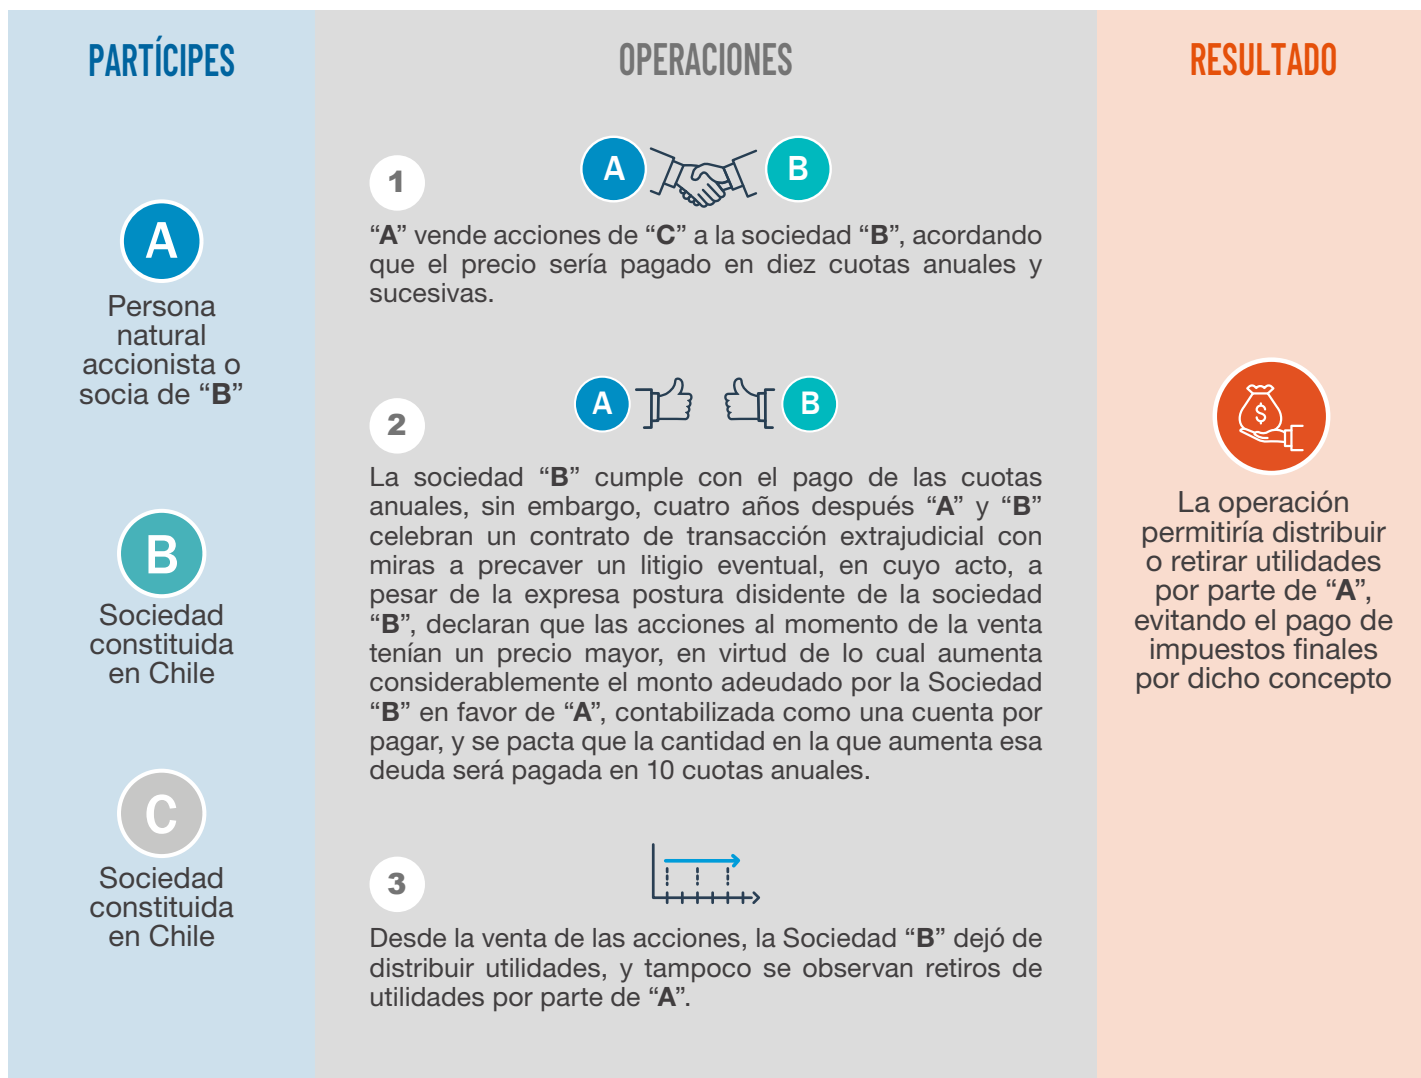 PARTÍCIPES
A
Persona
natural
accionista o
socia de “B”
B
Sociedad
constituida
en Chile
C
Sociedad
constituida
en Chile
OPERACIONES
1
A
B
“A” vende acciones de “C” a la sociedad “B”, acordando
que el precio sería pagado en diez cuotas anuales y
sucesivas.
2
A
B
La sociedad “B” cumple con el pago de las cuotas
anuales, sin embargo, cuatro años después “A” y “B”
celebran un contrato de transacción extrajudicial con
miras a precaver un litigio eventual, en cuyo acto, a
pesar de la expresa postura disidente de la sociedad
“B”, declaran que las acciones al momento de la venta
tenían un precio mayor, en virtud de lo cual aumenta
considerablemente el monto adeudado por la Sociedad
“B” en favor de “A”, contabilizada como una cuenta por
pagar, y se pacta que la cantidad en la que aumenta esa
deuda será pagada en 10 cuotas anuales.
3
Desde la venta de las acciones, la Sociedad “B” dejó de
distribuir utilidades, y tampoco se observan retiros de
utilidades por parte de “A”.
RESULTADO
$
La operación
permitiría distribuir
o retirar utilidades
por parte de “A”,
evitando el pago de
impuestos finales
por dicho concepto